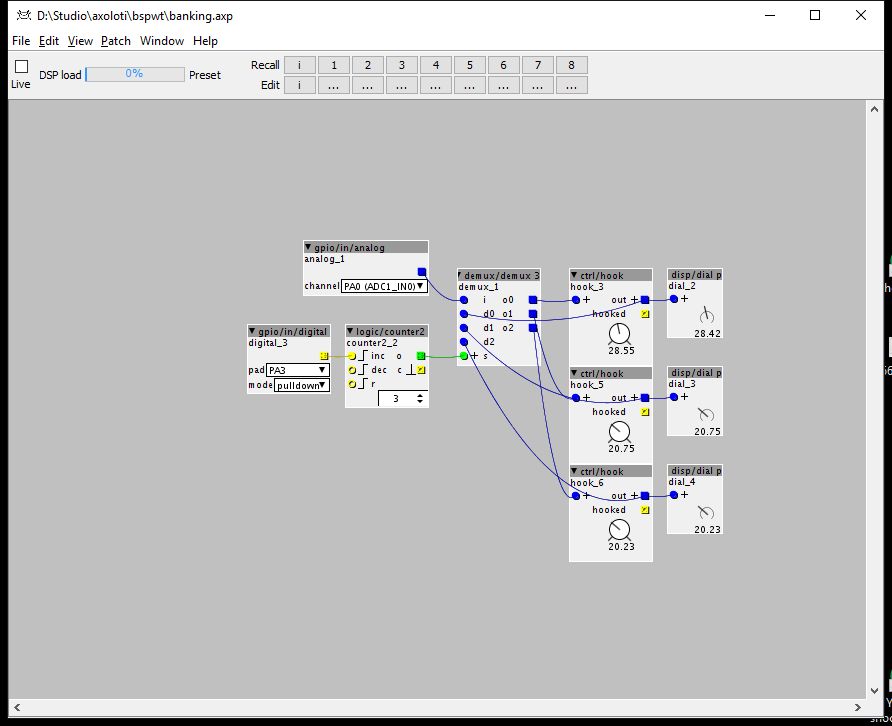 D:\Studio\axoloti\bspwt\banking.axp
File Edit View Patch Window Help
Live
DSP load 0% Preset
Recall i 1 2 3 4 5 6 7 8
Edit i ... ... ... ... ... ... ... ...
gpio/in/analog
analog_1
channel PA0 (ADC1_IN0)
gpio/in/digital
digital_3
pad PA3
mode pulldown
logic/counter2
counter2_2
inc o
dec c
r
3
demux/demux 3
demux_1
i o0
d0 o1
d1 o2
d2
s
ctrl/hook
hook_3
+ out +
hooked
28.55
disp/dial p
dial_2
+
28.42
ctrl/hook
hook_5
+ out +
hooked
20.75
disp/dial p
dial_3
+
20.75
ctrl/hook
hook_6
+ out +
hooked
20.23
disp/dial p
dial_4
+
20.23